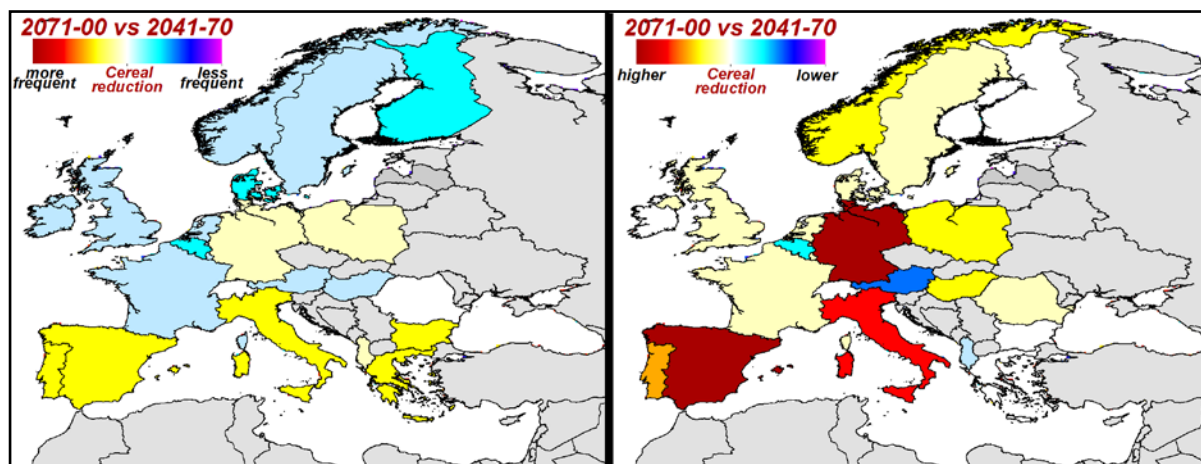 2071-00 vs 2041-70
more frequent
Cereal reduction
less frequent
2071-00 vs 2041-70
higher
Cereal reduction
lower